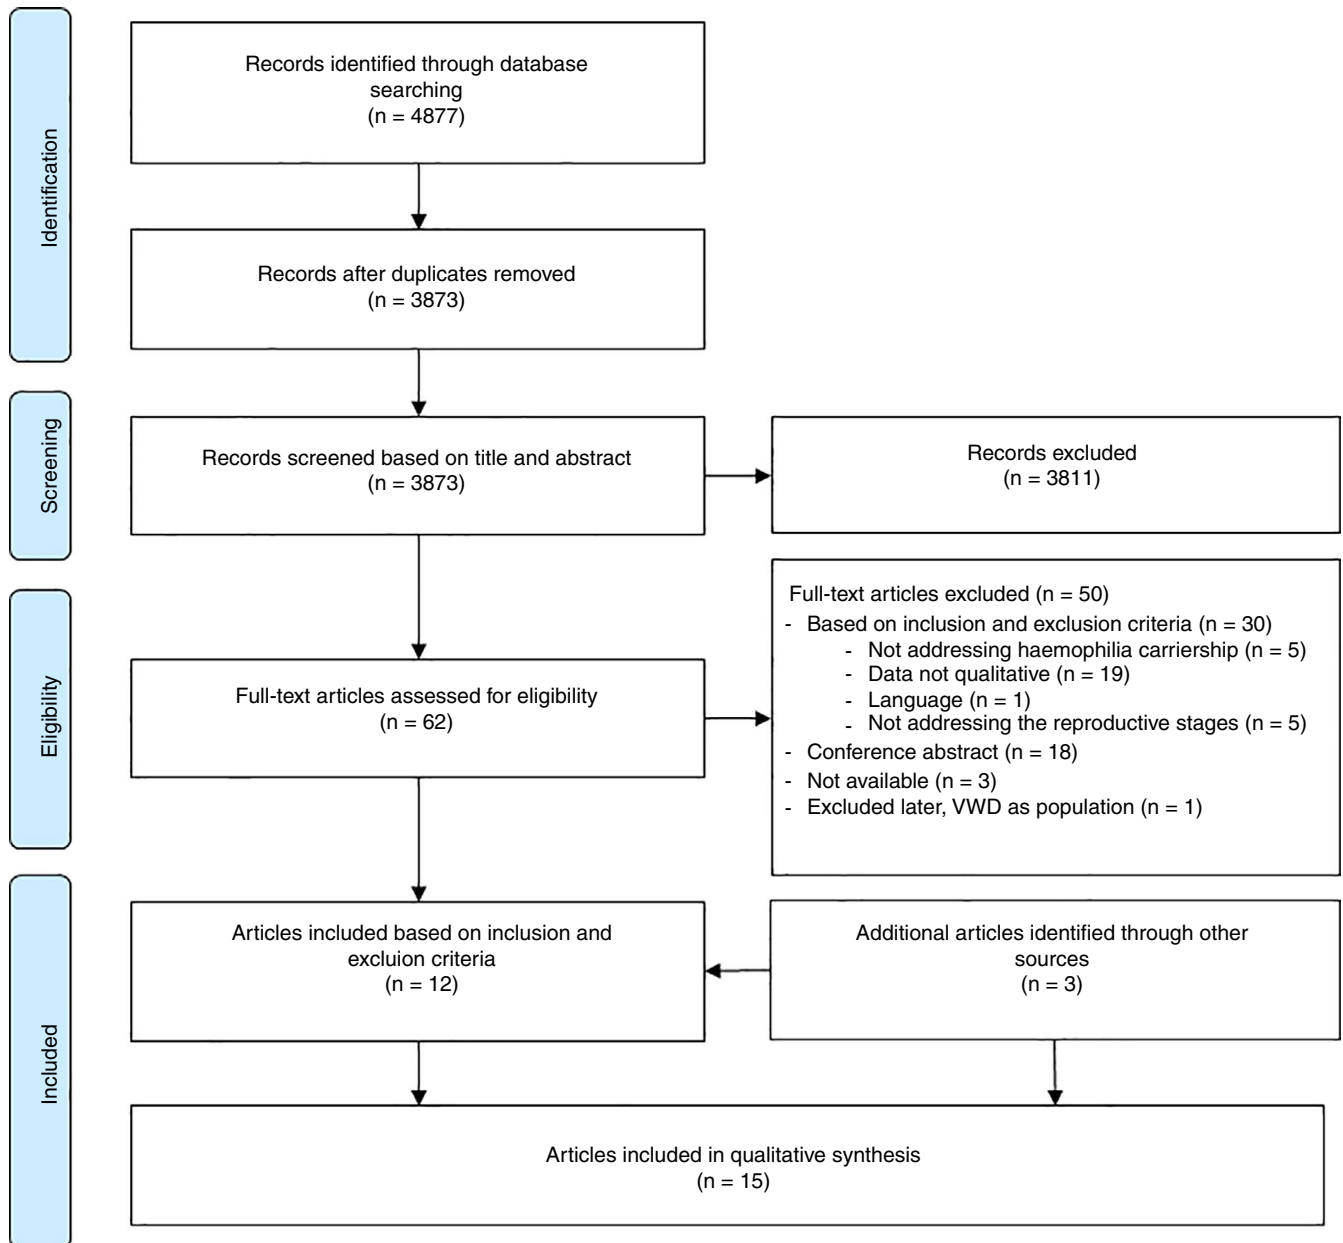 Identification
Records identified through database
searching
(n = 4877)
Records after duplicates removed
(n = 3873)
Screening
Records screened based on title and abstract
(n = 3873)
Records excluded
(n = 3811)
Eligibility
Full-text articles assessed for eligibility
(n = 62)
Full-text articles excluded (n = 50)
- Based on inclusion and exclusion criteria (n = 30)
- Not addressing haemophilia carriership (n = 5)
- Data not qualitative (n = 19)
- Language (n = 1)
- Not addressing the reproductive stages (n = 5)
- Conference abstract (n = 18)
- Not available (n = 3)
- Excluded later, VWD as population (n = 1)
Included
Articles included based on inclusion and
excluion criteria
(n = 12)
Additional articles identified through other
sources
(n = 3)
Articles included in qualitative synthesis
(n = 15)